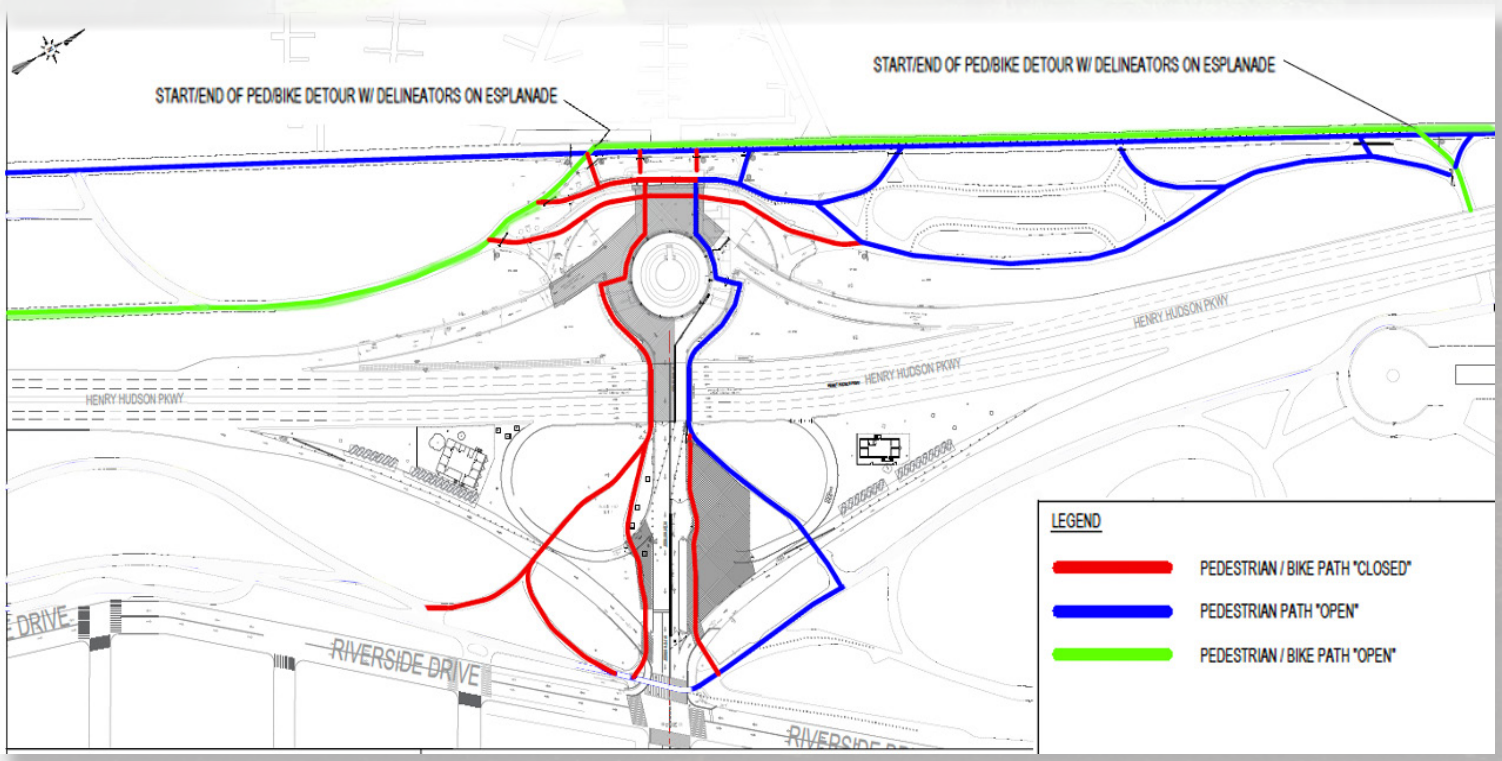 START/END OF PED/BIKE DETOUR W/ DELINEATORS ON ESPLANADE
START/END OF PED/BIKE DETOUR W/ DELINEATORS ON ESPLANADE
HENRY HUDSON PKWY
HENRY HUDSON PKWY
HENRY HUDSON PKWY
E DRIVE
RIVERSIDE DRIVE
RIVERSIDE DR
LEGEND
PEDESTRIAN / BIKE PATH "CLOSED"
PEDESTRIAN PATH "OPEN"
PEDESTRIAN / BIKE PATH "OPEN"